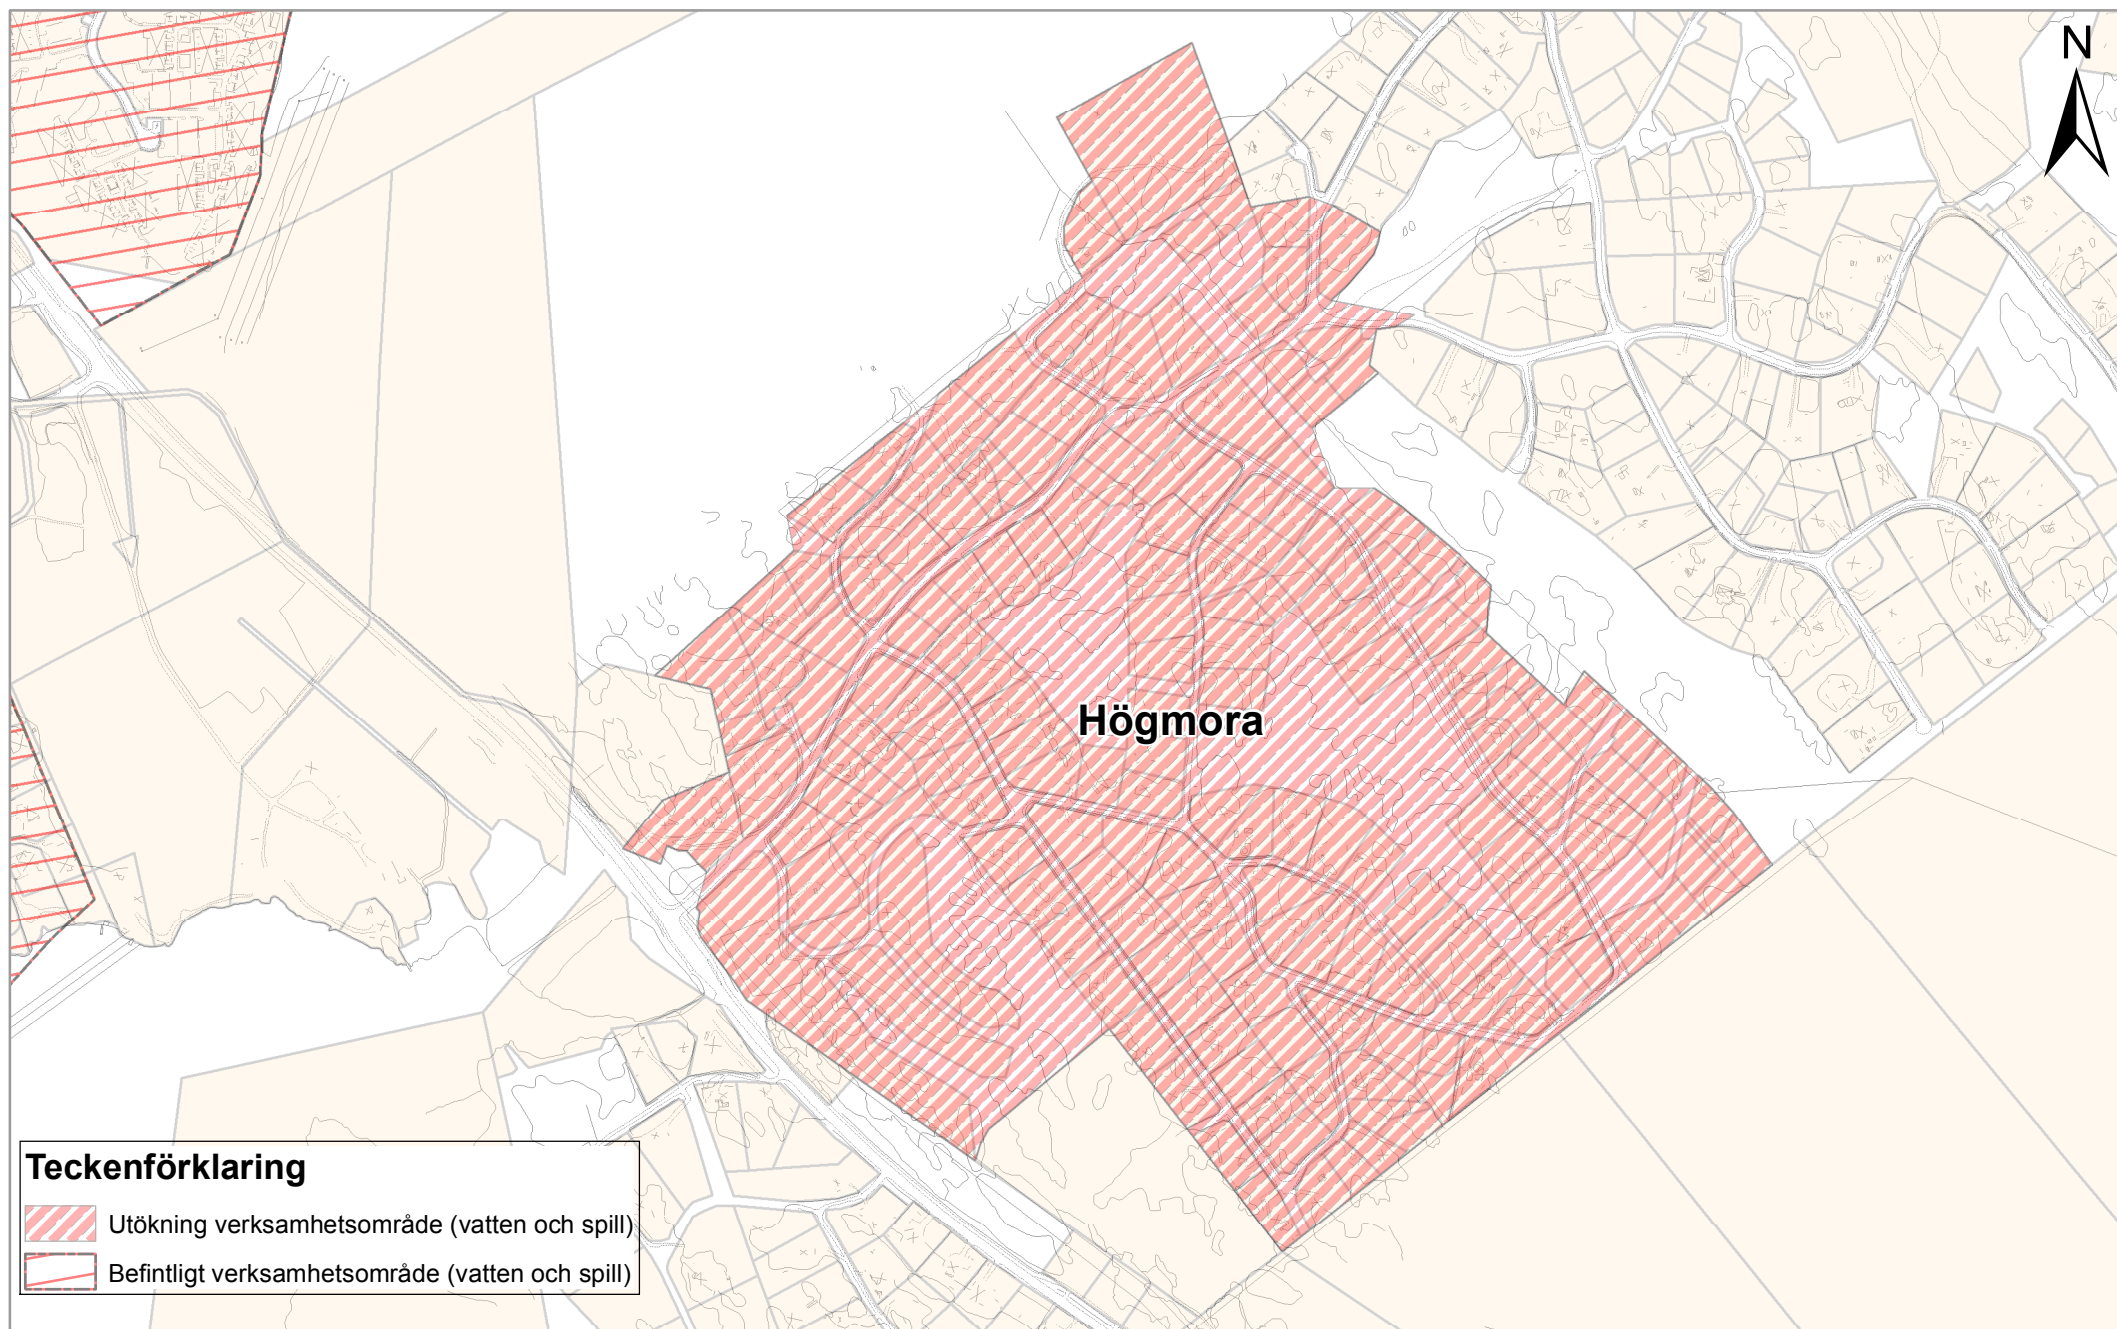 N
Högmora
Teckenförklaring
Utökning verksamhetsområde (vatten och spill)
Befintligt verksamhetsområde (vatten och spill)